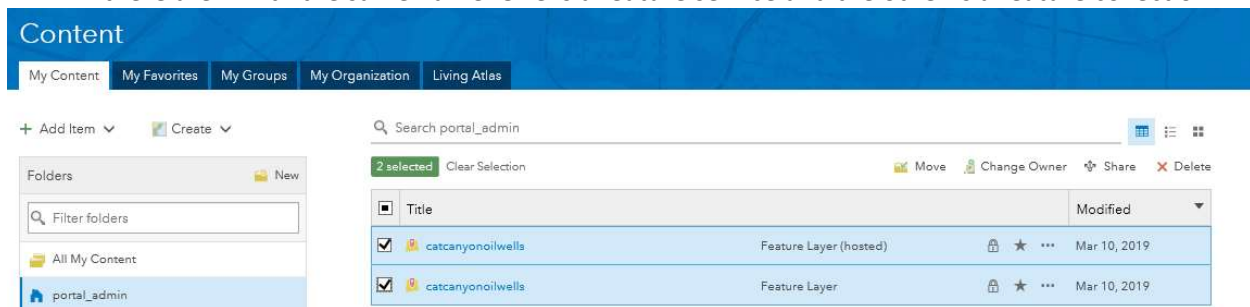 Content
My Content My Favorites My Groups My Organization Living Atlas
+ Add Item Create Search portal_admin
Folders New 2 selected Clear Selection Move Change Owner Share Delete
Filter folders Title Modified
All My Content catcanyonoilwells Feature Layer (hosted) Mar 10, 2019
portal_admin catcanyonoilwells Feature Layer Mar 10, 2019